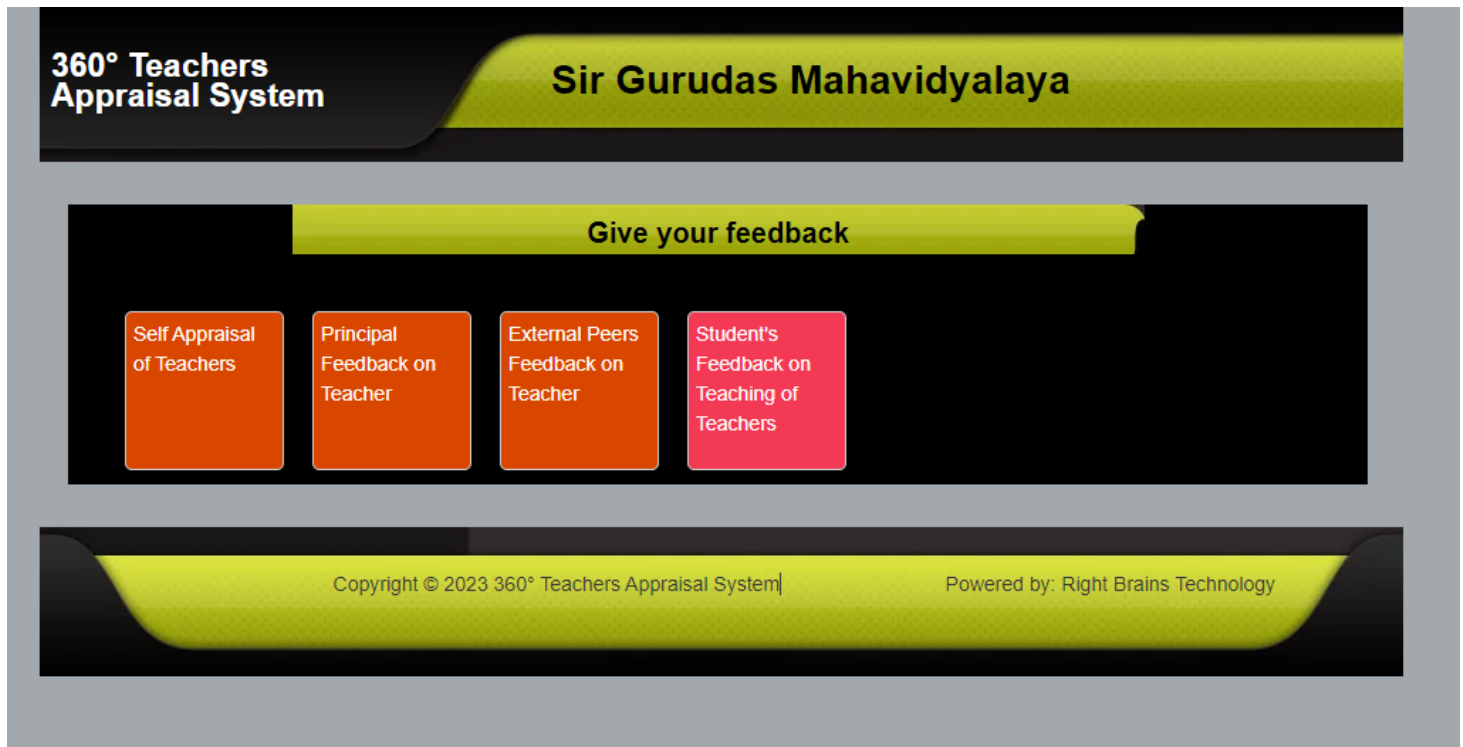 360° Teachers
Appraisal System
Sir Gurudas Mahavidyalaya
Give your feedback
Self Appraisal
of Teachers
Principal
Feedback on
Teacher
External Peers
Feedback on
Teacher
Student's
Feedback on
Teaching of
Teachers
Copyright © 2023 360° Teachers Appraisal System
Powered by: Right Brains Technology